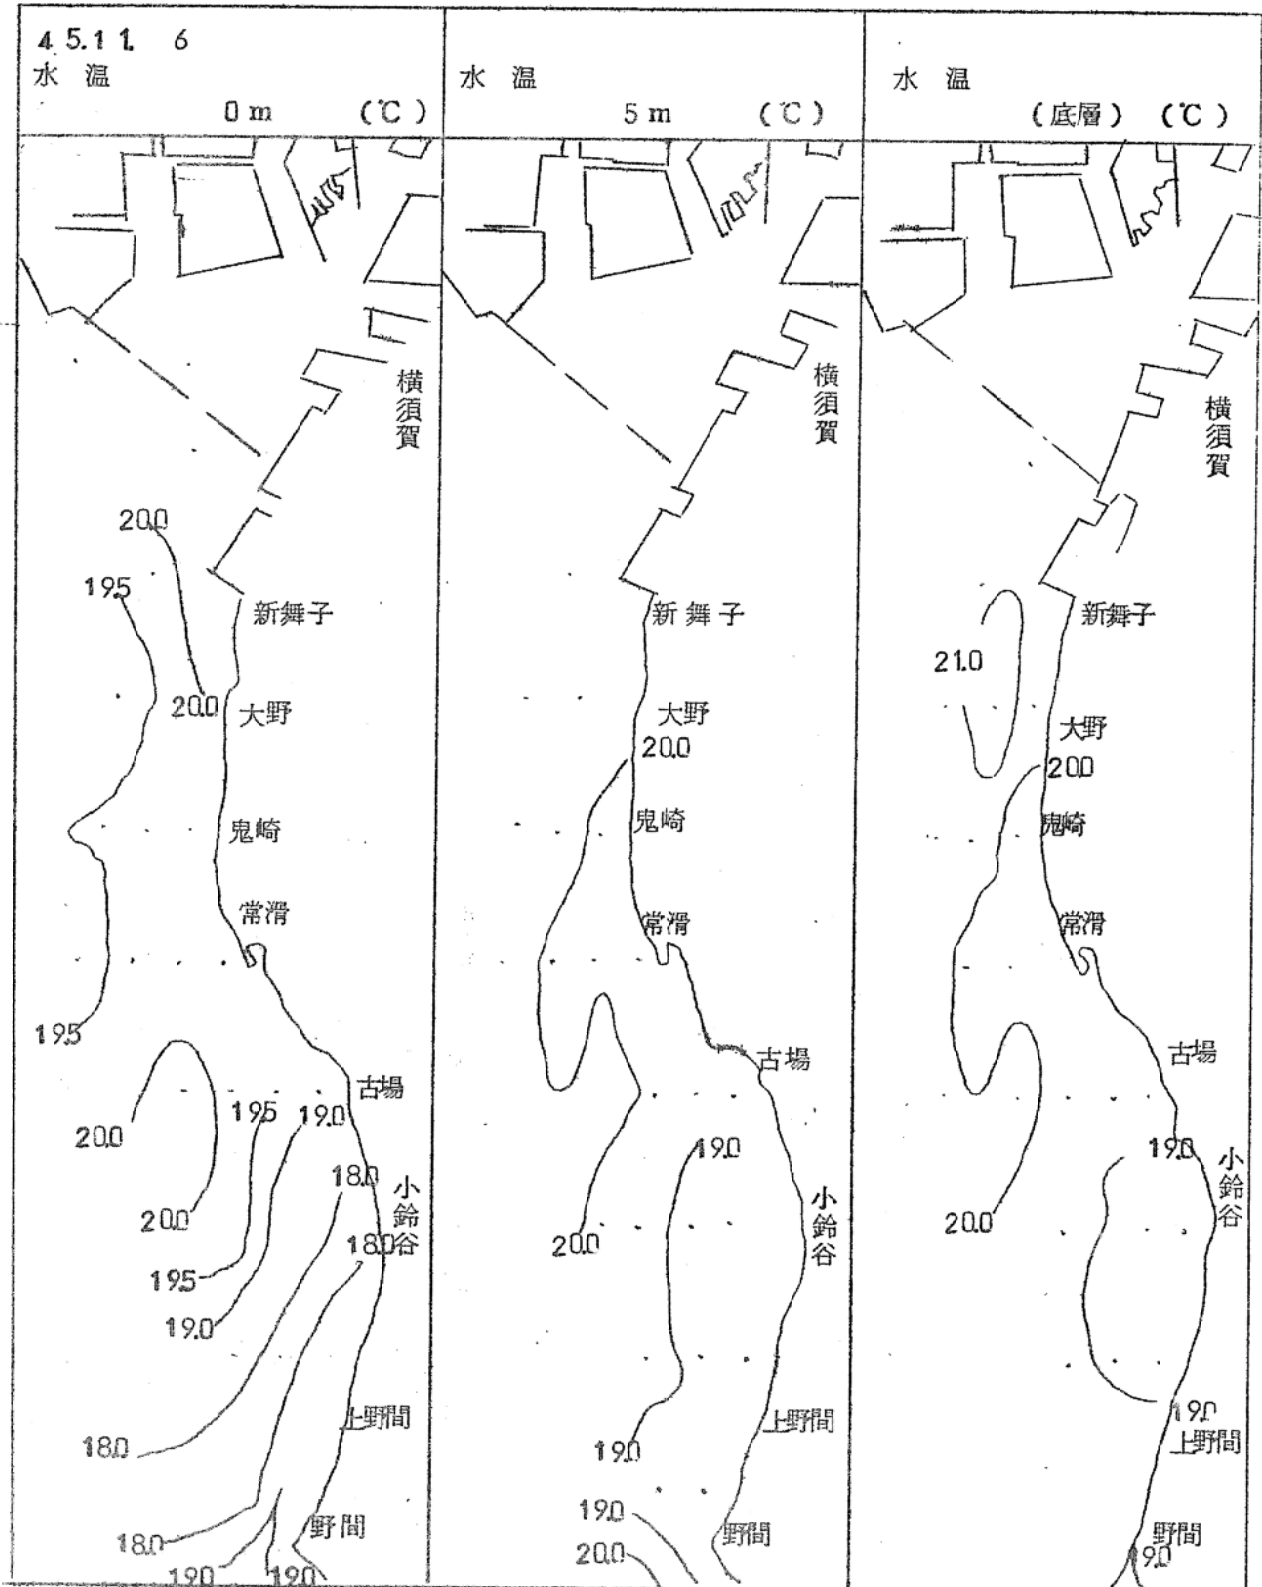 45.11. 6
水 温
0 m (℃)
20.0
19.5
20.0
19.5
20.0
20.0
19.5
19.0
19.5
19.0
18.0
18.0
18.0
18.0
19.0
19.0
横須賀
新舞子
大野
鬼崎
常滑
古場
小鈴谷
上野間
野間
水 温
5 m (℃)
横須賀
新舞子
大野
20.0
鬼崎
常滑
古場
19.0
小鈴谷
20.0
上野間
19.0
19.0
20.0
野間
水 温
(底層) (℃)
横須賀
新舞子
21.0
大野
20.0
鬼崎
常滑
古場
19.0
小鈴谷
20.0
19.0
上野間
野間
9.0